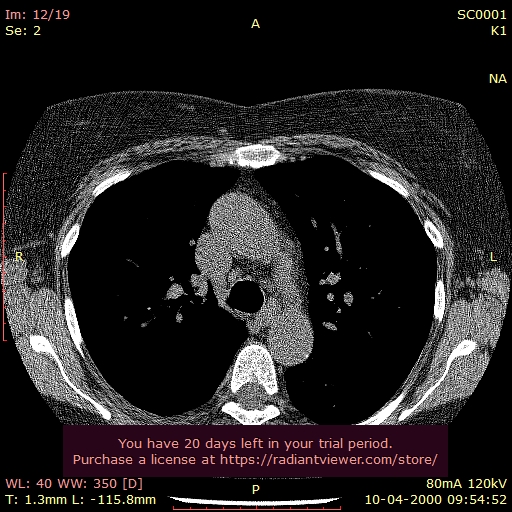 Im: 12/19
Se: 2
A
SC0001
K1
NA
R
L
You have 20 days left in your trial period.
Purchase a license at https://radiantviewer.com/store/
WL: 40 WW: 350 [D]
T: 1.3mm L: -115.8mm
P
80mA 120kV
10-04-2000 09:54:52